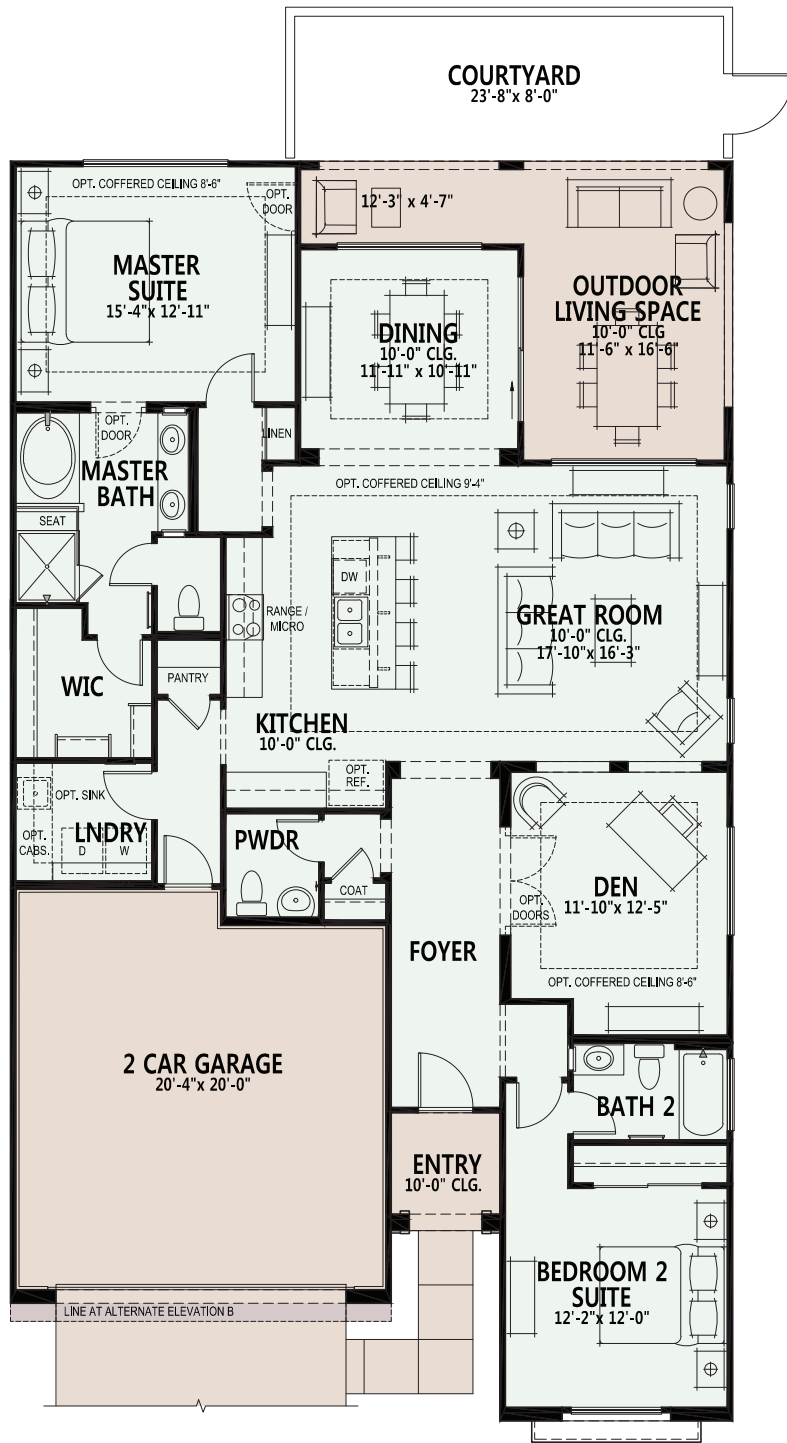 COURTYARD
23'-8"x 8'-0"
OPT. COFFERED CEILING 8'-6"
OPT.
DOOR
12'-3" x 4'-7"
MASTER
SUITE
15'-4"x 12'-11"
OUTDOOR
LIVING SPACE
10'-0" CLG
11'-6" x 16'-6"
DINING
10'-0" CLG.
11'-11" x 10'-11"
OPT.
DOOR
LINEN
MASTER
BATH
OPT. COFFERED CEILING 9'-4"
SEAT
DW
RANGE /
MICRO
GREAT ROOM
10'-0" CLG.
17'-10"x 16'-3"
PANTRY
WIC
KITCHEN
10'-0" CLG.
OPT.
REF.
OPT. SINK
OPT.
CABS.
LNDRY
D
W
PWDR
COAT
DEN
11'-10"x 12'-5"
OPT.
DOORS
FOYER
OPT. COFFERED CEILING 8'-6"
2 CAR GARAGE
20'-4"x 20'-0"
BATH 2
ENTRY
10'-0" CLG.
BEDROOM 2
SUITE
12'-2"x 12'-0"
LINE AT ALTERNATE ELEVATION B